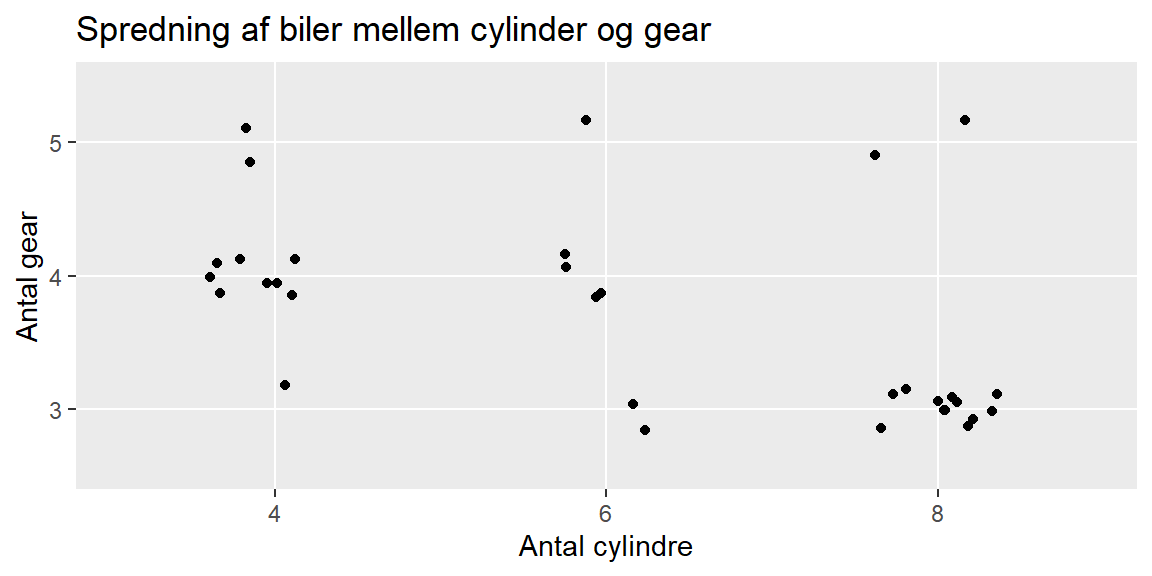 Spredning af biler mellem cylinder og gear
Antal gear
5
4
3
4 6 8
Antal cylindre